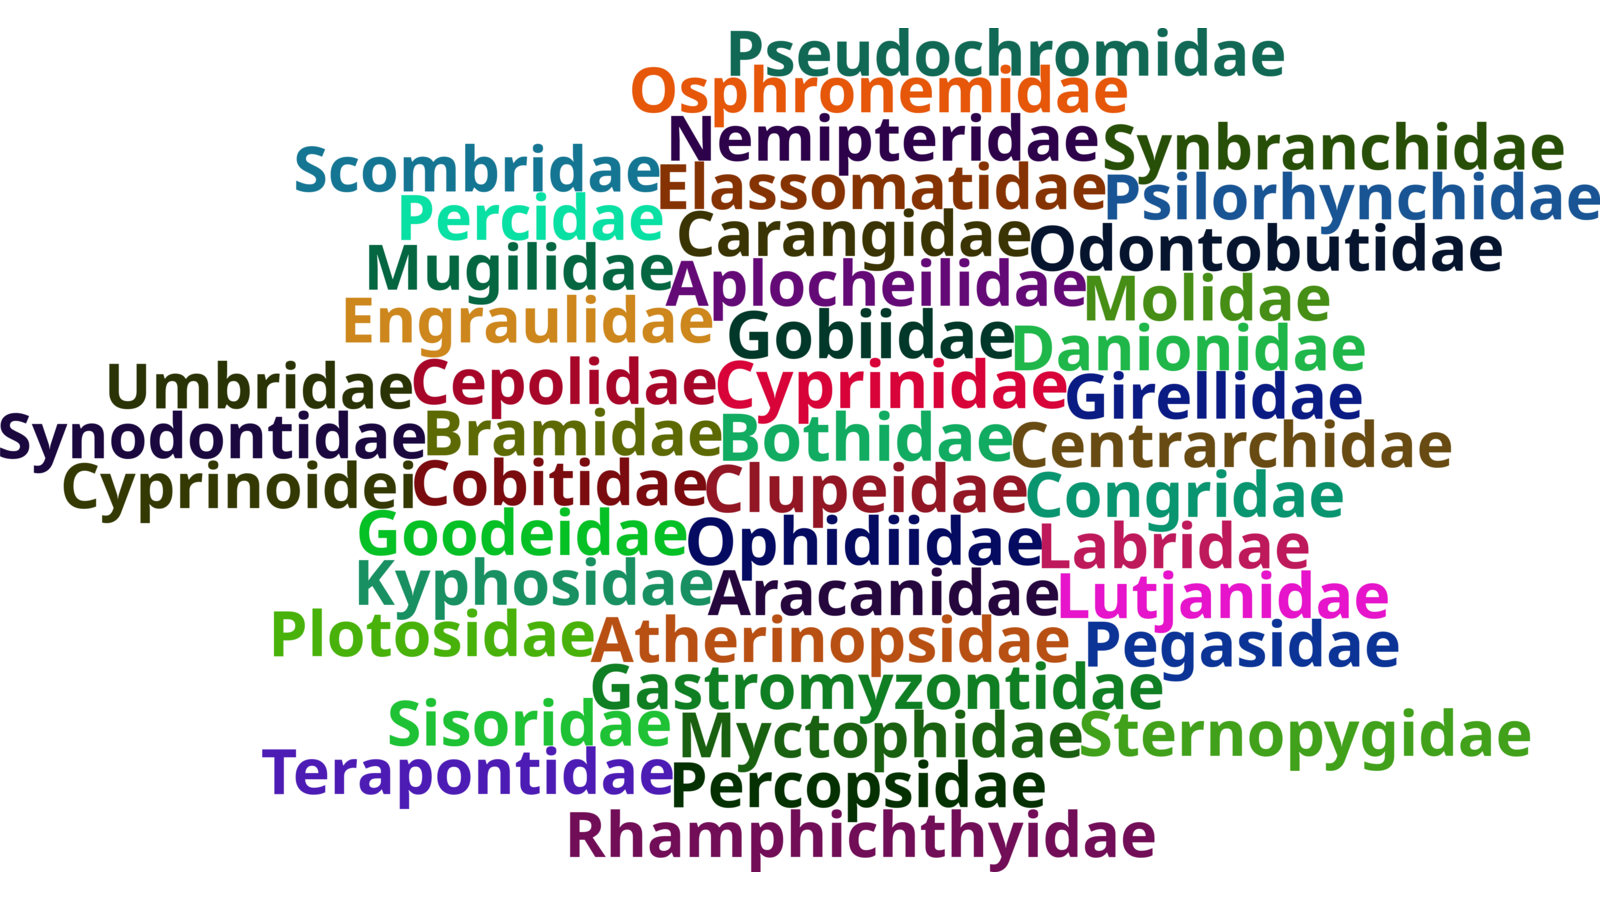 Pseudochromidae
Osphronemidae
Nemipteridae Synbranchidae
Scombridae Elassomatidae Psilorhynchidae
Percidae Carangidae Odontobutidae
Mugilidae Aplocheilidae Molidae
Engraulidae Gobiidae Danionidae
Umbridae Cepolidae Cyprinidae Girellidae
Synodontidae Bramidae Bothidae Centrarchidae
Cyprinoidei Cobitidae Clupeidae Congridae
Goodeidae Ophidiidae Labridae
Kyphosidae Aracanidae Lutjanidae
Plotosidae Atherinopsidae Pegasidae
Gastromyzontidae
Sisoridae Myctophidae Sternopygidae
Terapontidae Percopsidae
Rhamphichthyidae